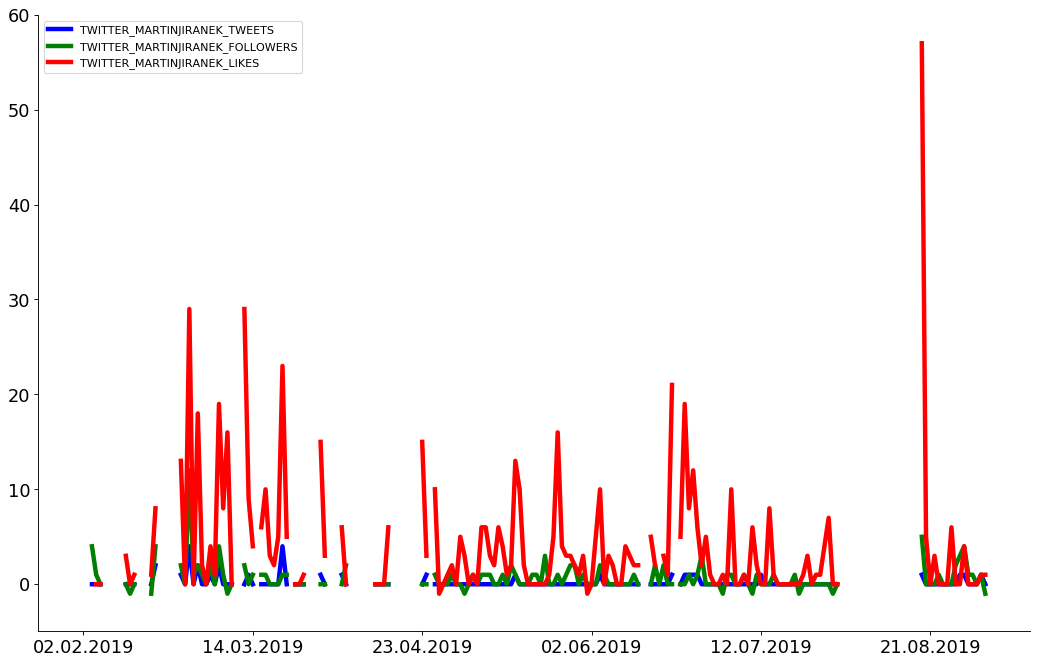 60
50
40
30
20
10
0
TWITTER_MARTINJIRANEK_TWEETS
TWITTER_MARTINJIRANEK_FOLLOWERS
TWITTER_MARTINJIRANEK_LIKES
02.02.2019 14.03.2019 23.04.2019 02.06.2019 12.07.2019 21.08.2019